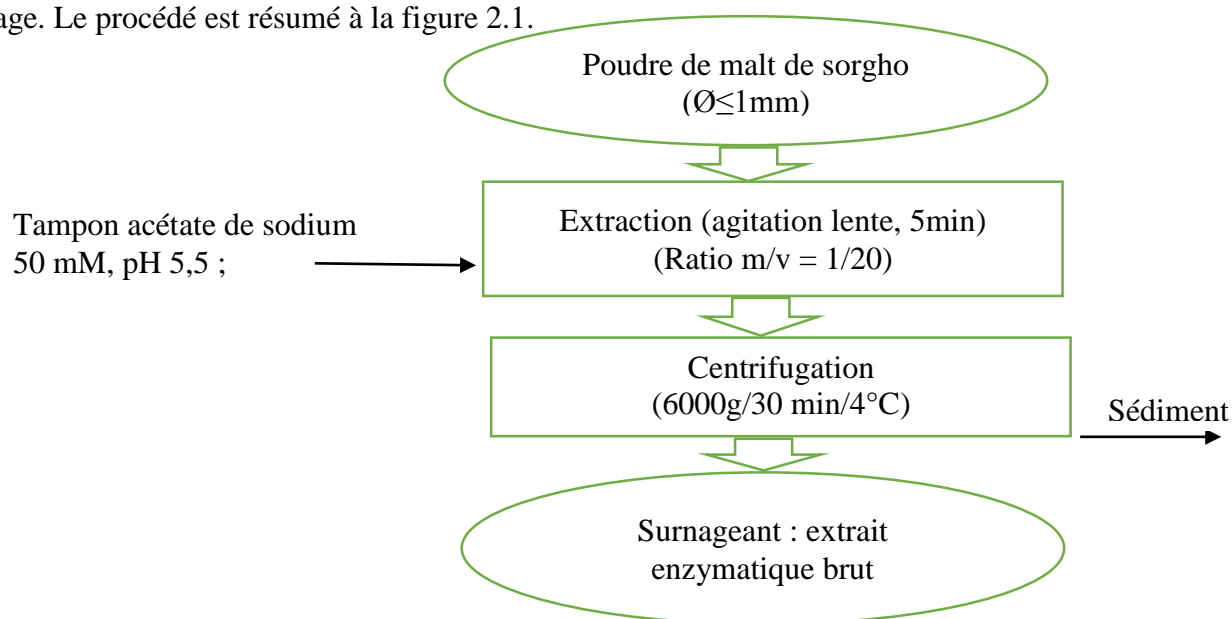 age. Le procédé est résumé à la figure 2.1.
Poudre de malt de sorgho
(Ø≤1mm)
Tampon acétate de sodium
50 mM, pH 5,5 ;
Extraction (agitation lente, 5min)
(Ratio m/v = 1/20)
Centrifugation
(6000g/30 min/4°C)
Sédiment
Surnageant : extrait
enzymatique brut